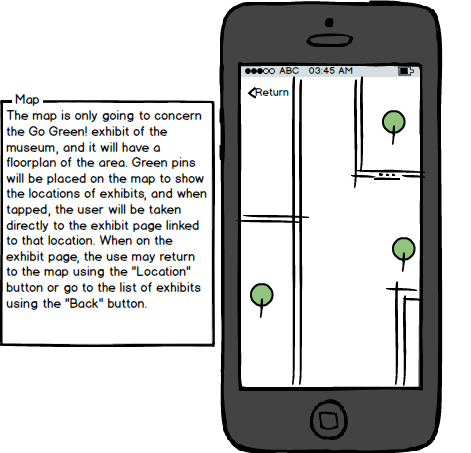 Map
The map is only going to concern
the Go Green! exhibit of the
museum, and it will have a
floorplan of the area. Green pins
will be placed on the map to show
the locations of exhibits, and when
tapped, the user will be taken
directly to the exhibit page linked
to that location. When on the
exhibit page, the use may return
to the map using the "Location"
button or go to the list of exhibits
using the "Back" button.
ABC 03:45 AM
Return